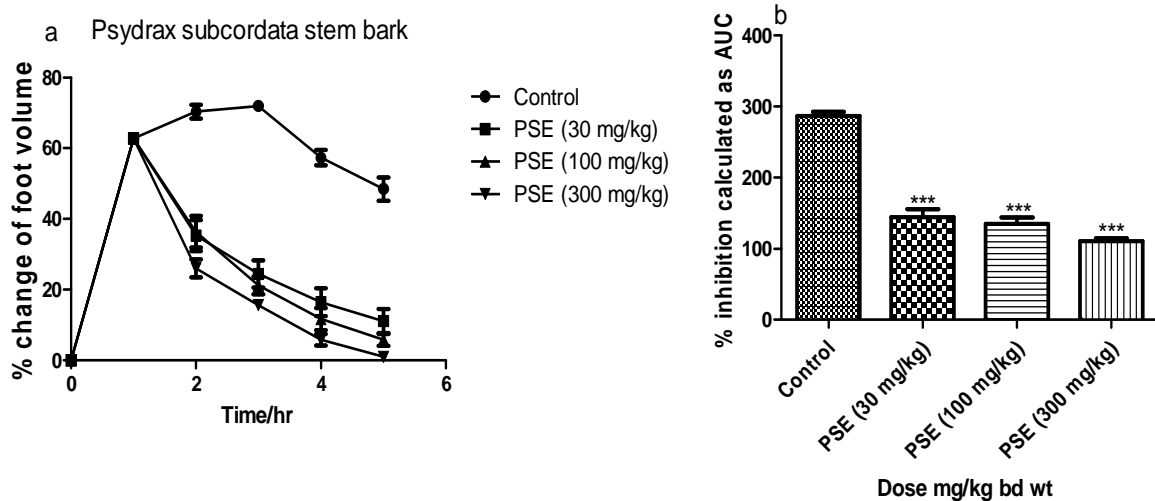 a Psydrax subcordata stem bark
% change of foot volume
80
60
40
20
0
0 2 4 6
Time/hr
Control
PSE (30 mg/kg)
PSE (100 mg/kg)
PSE (300 mg/kg)
b
% inhibition calculated as AUC
400
300
200
100
0
***
***
***
Control
PSE (30 mg/kg)
PSE (100 mg/kg)
PSE (300 mg/kg)
Dose mg/kg bd wt